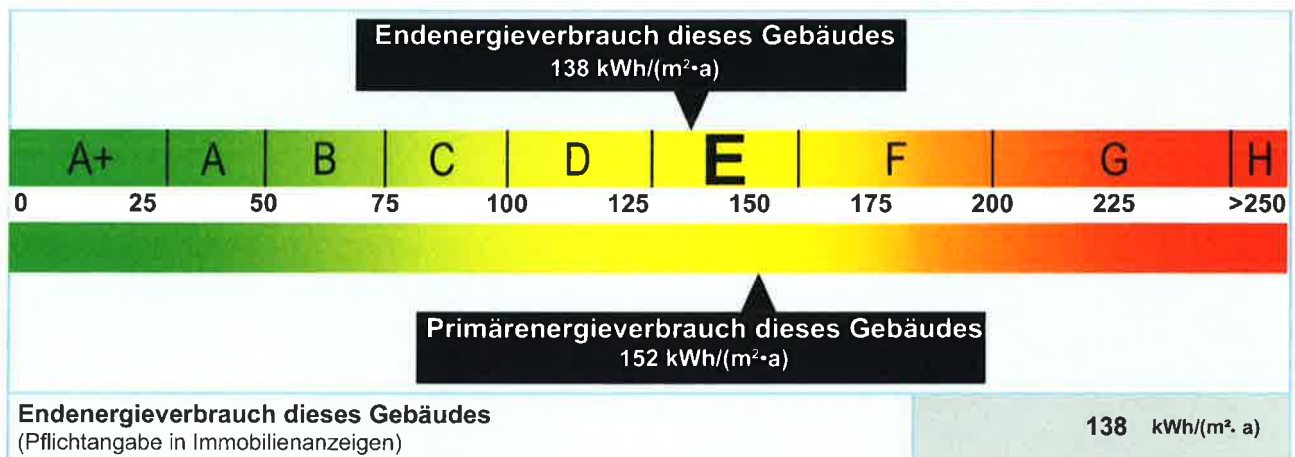 Endenergieverbrauch dieses Gebäudes
138 kWh/(m²•a)
A+ A B C D E F G H
0 25 50 75 100 125 150 175 200 225 >250
Primärenergieverbrauch dieses Gebäudes
152 kWh/(m²•a)
Endenergieverbrauch dieses Gebäudes 138 kWh/(m². a)
(Pflichtangabe in Immobilienanzeigen)